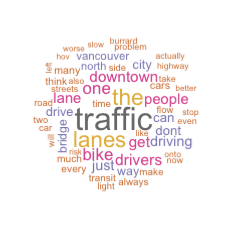 slow burrard
worse problem
hov vancouver actually
left many north side city highway
think also downtown take
streets one the cars better
lane people
road time flow stop
drive traffic can even
two
car lanes dont
will bridge bike get driving
risk like onto
much just drivers now
every way make
transit
light always